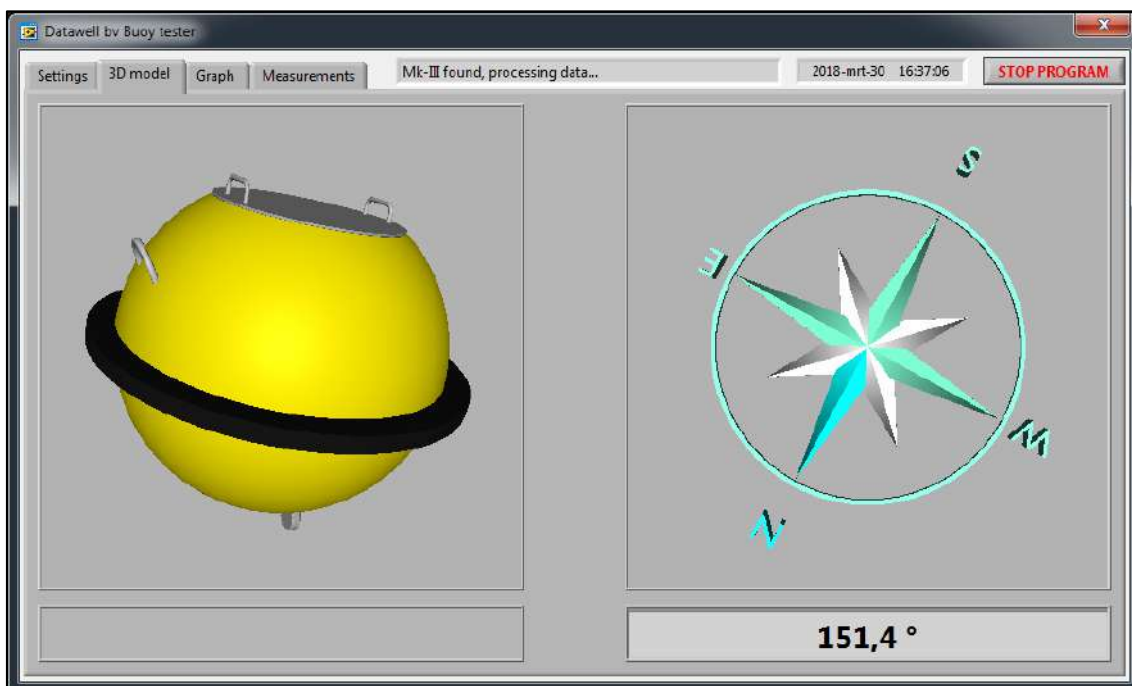 Datawell bv Buoy tester
Settings 3D model Graph Measurements Mk-III found, processing data... 2018-mrt-30 16:37:06 STOP PROGRAM
S
E
W
N
151,4 °